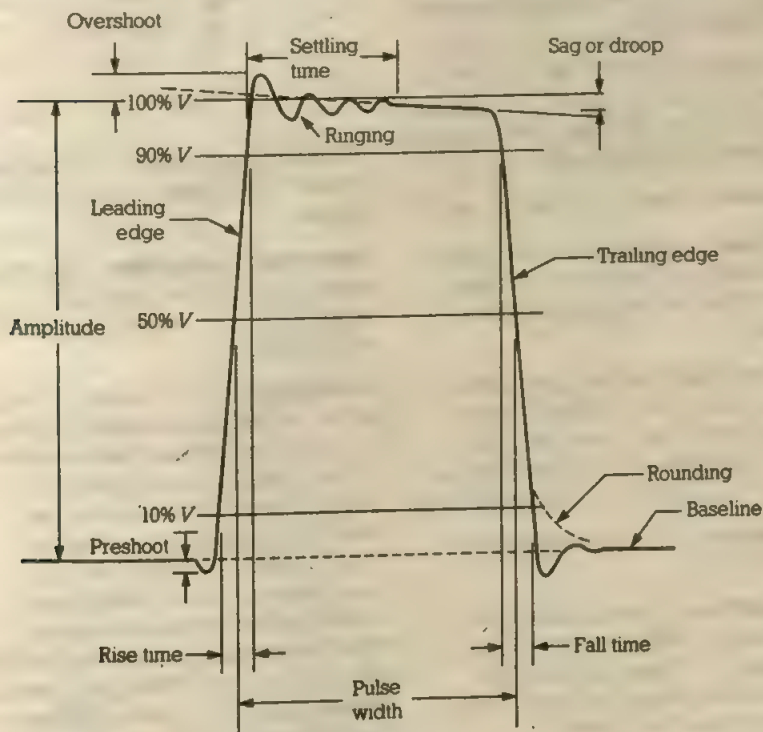 Overshoot
Settling
time
Sag or droop
100% V
Ringing
90% V
Leading
edge
Trailing edge
50% V
Amplitude
Rounding
10% V
Baseline
Preshoot
Rise time
Fall time
Pulse
width